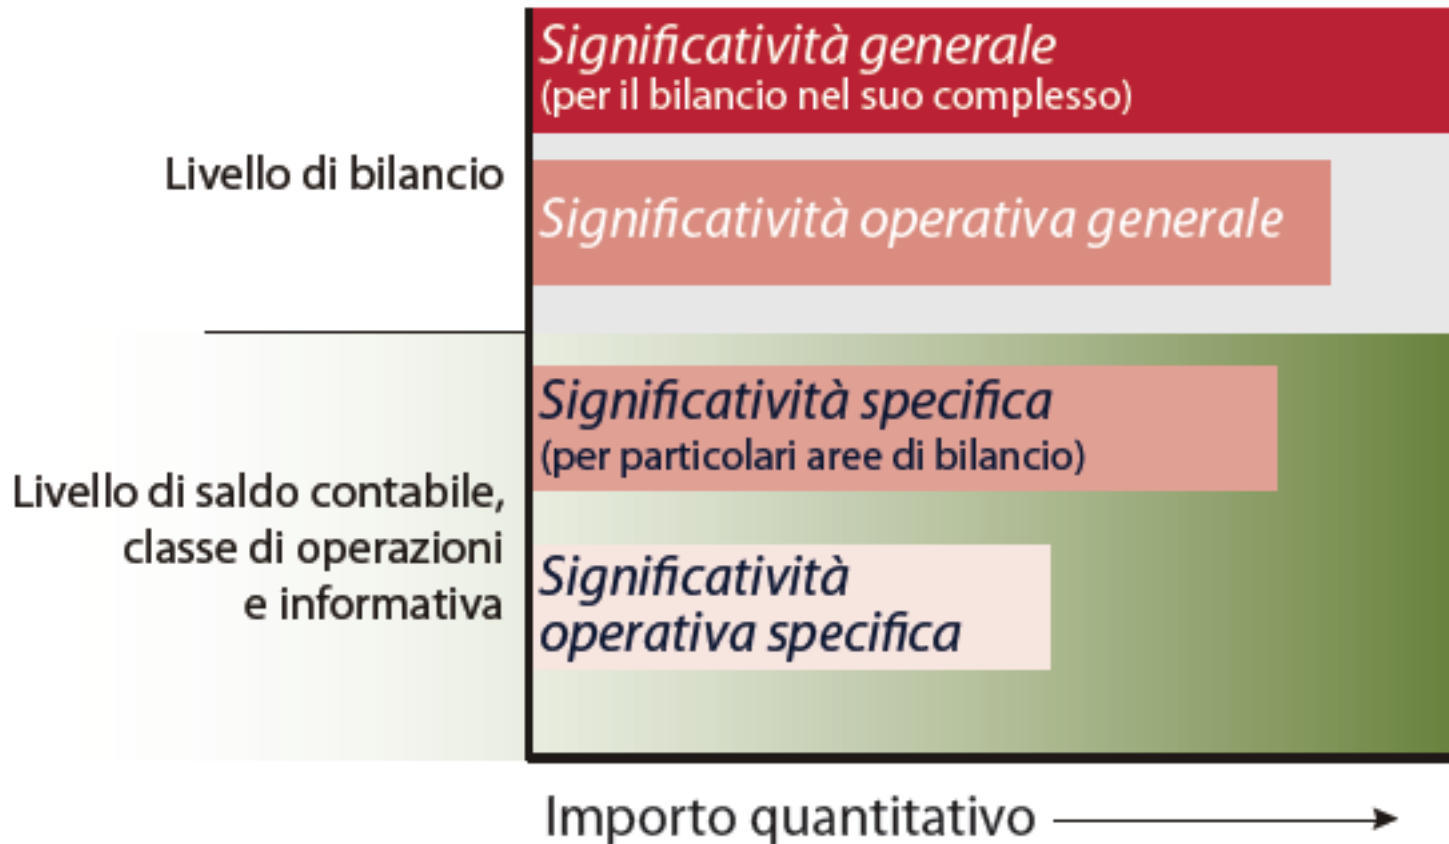 Significatività generale
(per il bilancio nel suo complesso)
Livello di bilancio
Significatività operativa generale
Significatività specifica
(per particolari aree di bilancio)
Livello di saldo contabile,
classe di operazioni
e informativa
Significatività
operativa specifica
Importo quantitativo